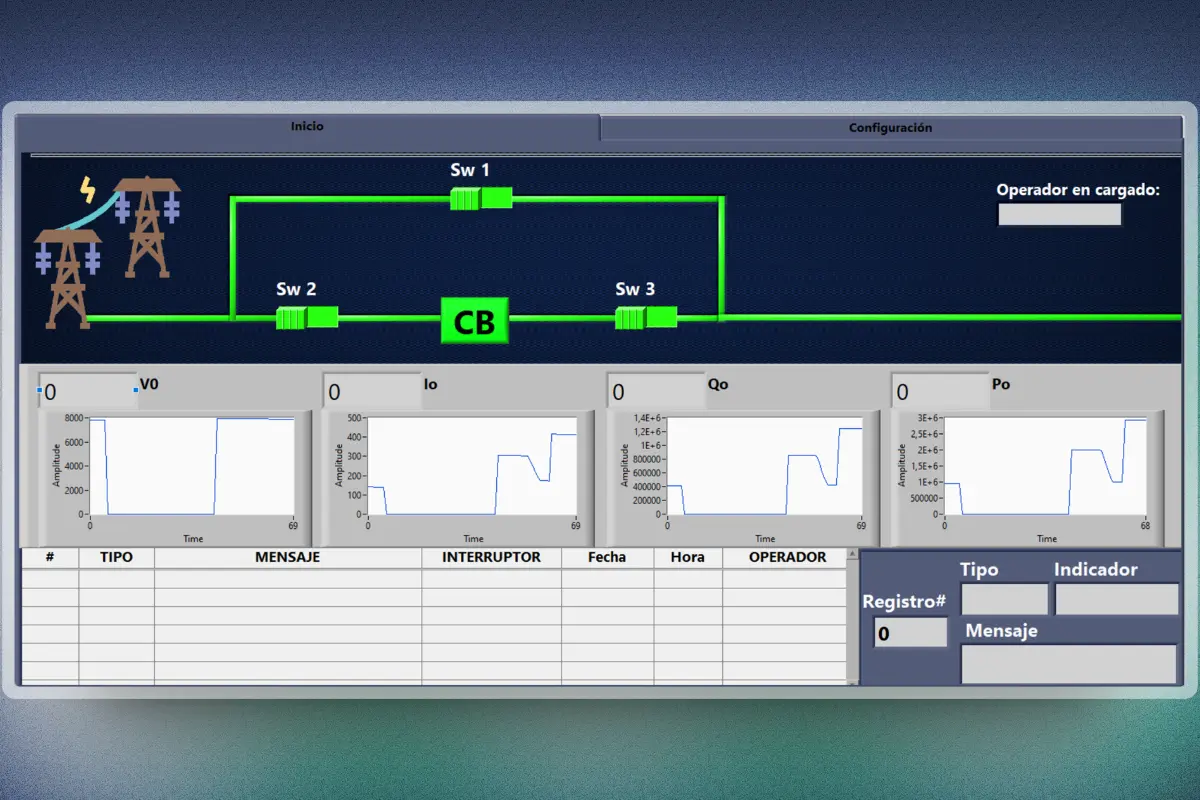 Inicio
Configuración
Sw 1
Operador en cargado:
Sw 2
Sw 3
CB
0 V0
0 Io
0 Qo
0 Po
Amplitude
8000
6000
4000
2000
0
0 69
Time
Amplitude
500
400
300
200
100
0
0 69
Time
Amplitude
1,4E+6
1,2E+6
1E+6
800000
600000
400000
200000
0
0 69
Time
Amplitude
3E+6
2,5E+6
2E+6
1,5E+6
1E+6
500000
0
0 68
Time
# TIPO MENSAJE INTERRUPTOR Fecha Hora OPERADOR
Tipo Indicador
Registro#
0
Mensaje